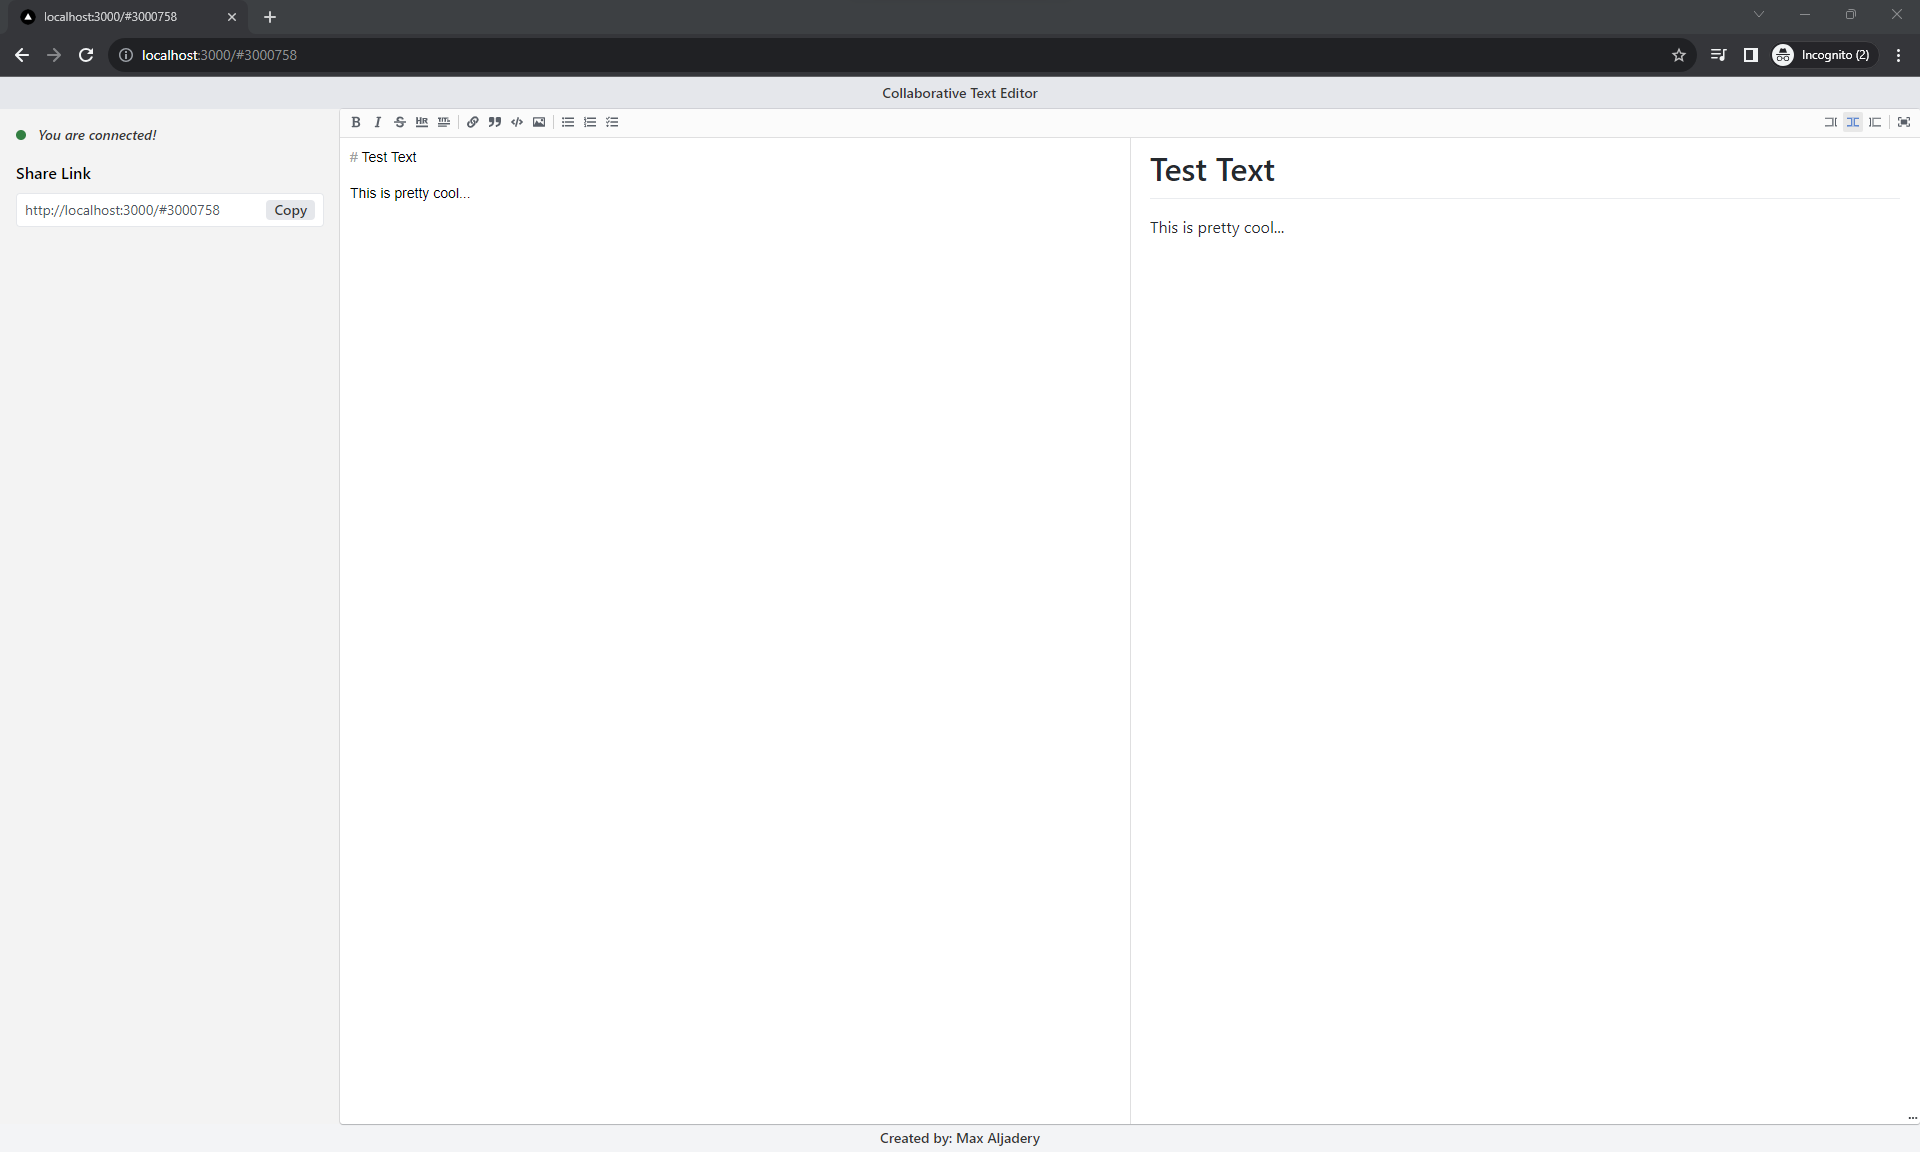 localhost:3000/#3000758
localhost:3000/#3000758
Incognito (2)
Collaborative Text Editor
You are connected!
Share Link
http://localhost:3000/#3000758 Copy
# Test Text
This is pretty cool...
Test Text
This is pretty cool...
Created by: Max Aljadery